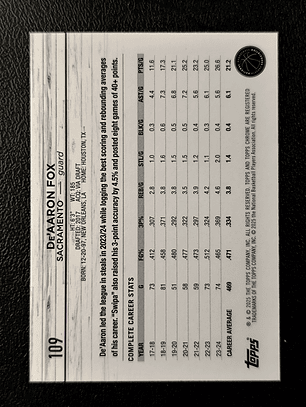 109
DE'AARON FOX
SACRAMENTO — guard
HT: 6'3" WT: 185
DRAFTED: 2017 ACQ: VIA DRAFT
BORN: 12-20-97, NEW ORLEANS, LA HOME: HOUSTON, TX
De'Aaron led the league in steals in 2023/24 while logging the best scoring and rebounding averages
of his career. "Swipa" also raised his 3-point accuracy by 4.5% and posted eight games of 40+ points.
COMPLETE CAREER STATS
YEAR G FG% 3P% REB/G STL/G BLK/G AST/G PTS/G
17-18 73 .412 .307 2.8 1.0 0.3 4.4 11.6
18-19 81 .458 .371 3.8 1.6 0.6 7.3 17.3
19-20 51 .480 .292 3.8 1.5 0.5 6.8 21.1
20-21 58 .477 .322 3.5 1.5 0.5 7.2 25.2
21-22 59 .473 .297 3.9 1.2 0.4 5.6 23.2
22-23 73 .512 .324 4.2 1.1 0.3 6.1 25.0
23-24 74 .465 .369 4.6 2.0 0.4 5.6 26.6
CAREER AVERAGE 469 .471 .334 3.8 1.4 0.4 6.1 21.2
topps
® & © 2025 THE TOPPS COMPANY, INC. ALL RIGHTS RESERVED. TOPPS AND TOPPS CHROME ARE REGISTERED
TRADEMARKS OF THE TOPPS COMPANY, INC. © 2025 the National Basketball Players Association. All rights reserved.